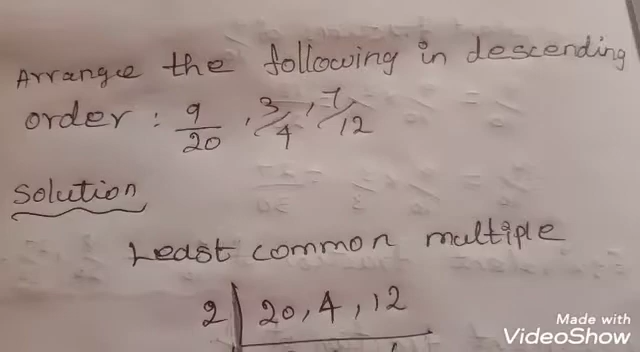 Arrange the following in descending
order : 9/20 , 3/4 , 7/12
Solution
Least common multiple
2 | 20, 4, 12
Made with
VideoShow